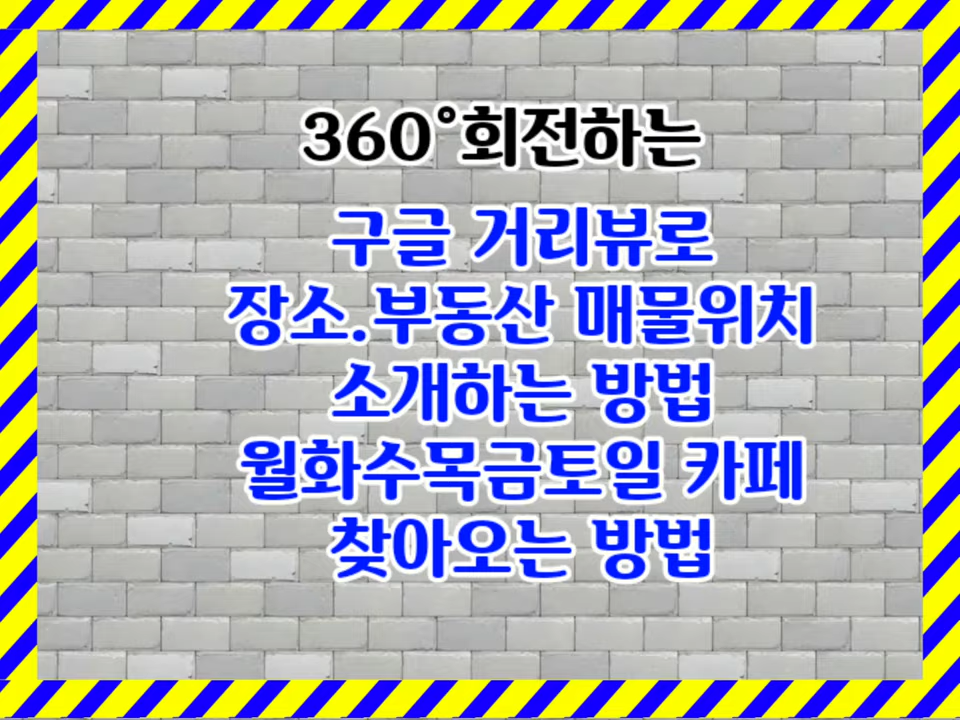 360°회전하는
구글 거리뷰로
장소.부동산 매물위치
소개하는 방법
월화수목금토일 카페
찾아오는 방법